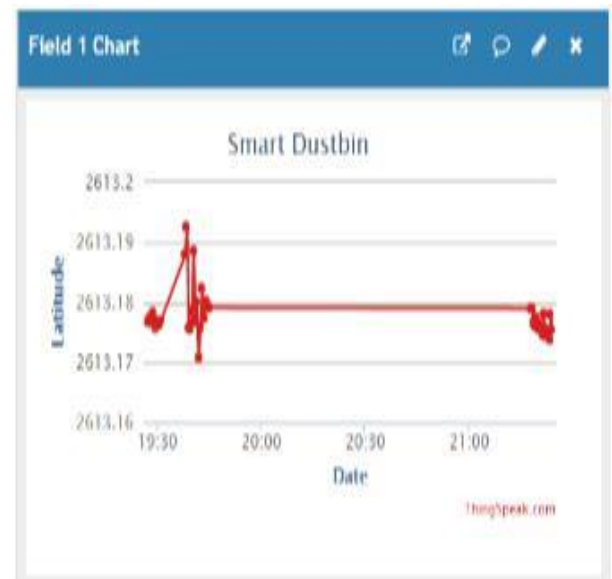 Field 1 Chart
Smart Dustbin
Latitude
2613.2
2613.19
2613.18
2613.17
2613.16
19:30 20:00 20:30 21:00
Date
ThingSpeak.com